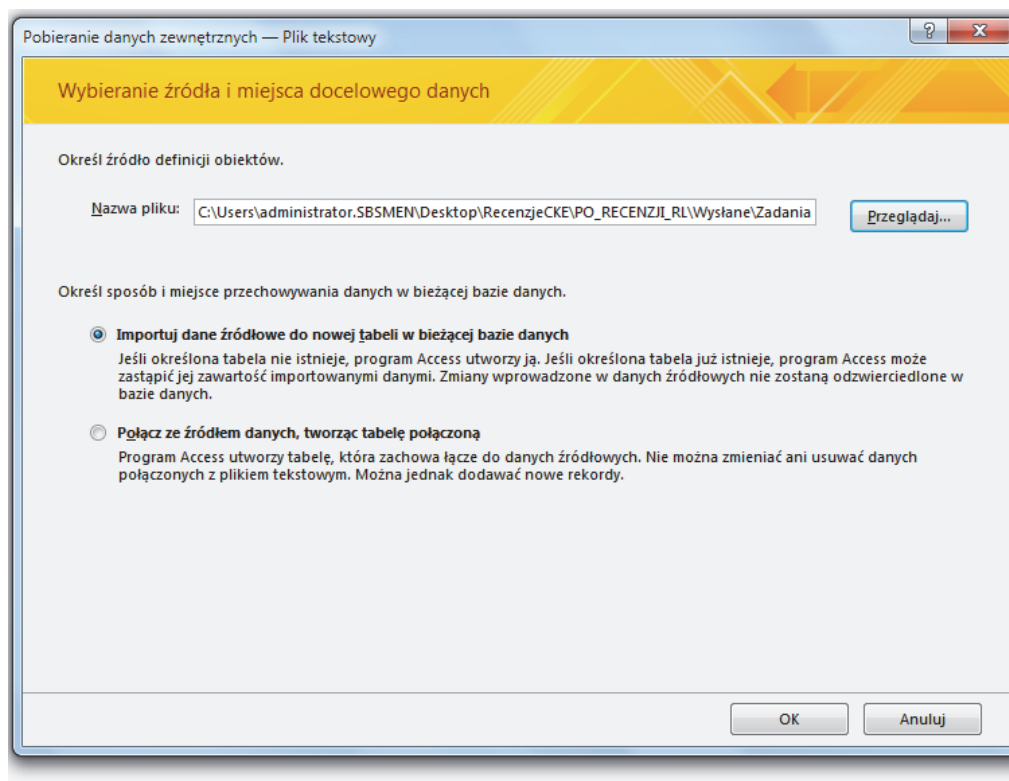 Pobieranie danych zewnętrznych — Plik tekstowy
Wybieranie źródła i miejsca docelowego danych
Określ źródło definicji obiektów.
Nazwa pliku: C:\Users\administrator.SBSMEN\Desktop\RecenzjeCKE\PO_RECENZJI_RL\Wysłane\Zadania Przeglądaj...
Określ sposób i miejsce przechowywania danych w bieżącej bazie danych.
Importuj dane źródłowe do nowej tabeli w bieżącej bazie danych
Jeśli określona tabela nie istnieje, program Access utworzy ją. Jeśli określona tabela już istnieje, program Access może
zastąpić jej zawartość importowanymi danymi. Zmiany wprowadzone w danych źródłowych nie zostaną odzwierciedlone w
bazie danych.
Połącz ze źródłem danych, tworząc tabelę połączoną
Program Access utworzy tabelę, która zachowa łącze do danych źródłowych. Nie można zmieniać ani usuwać danych
połączonych z plikiem tekstowym. Można jednak dodawać nowe rekordy.
OK Anuluj